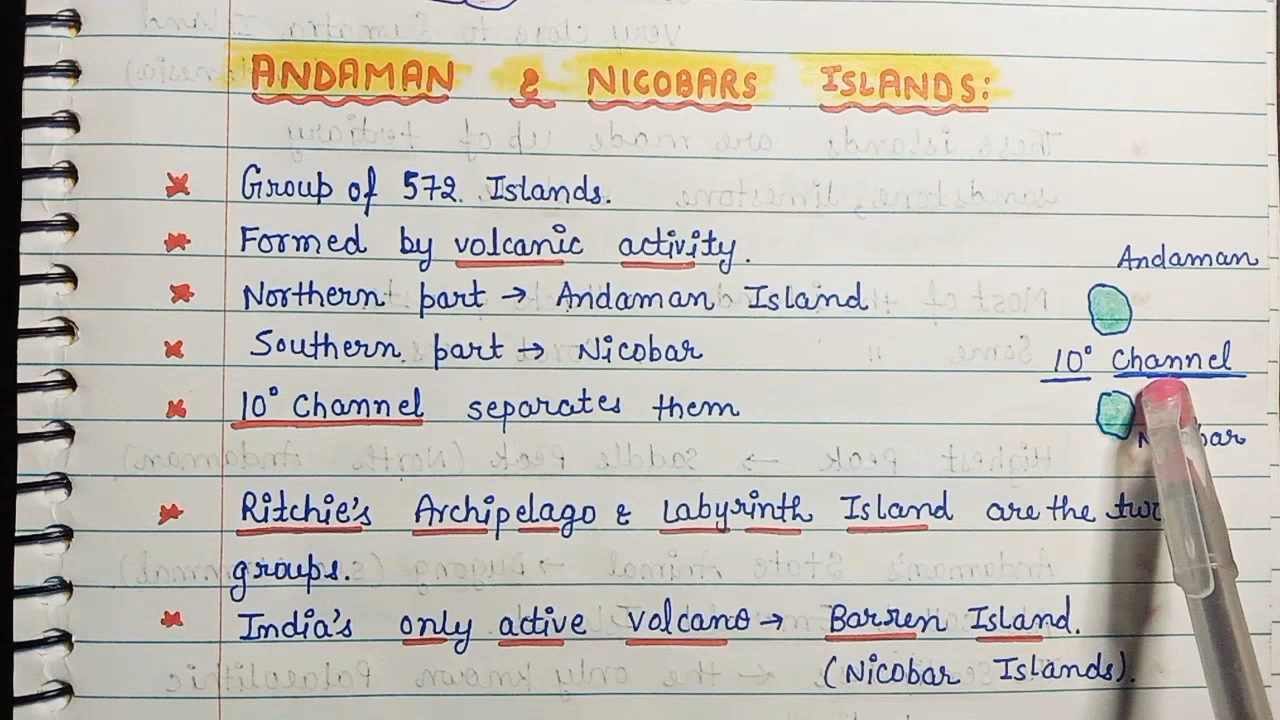 ANDAMAN & NICOBARS ISLANDS:
Group of 572. Islands.
Formed by volcanic activity.
Northern part → Andaman Island
Southern part → Nicobar
10° Channel separates them
Andaman
10° Channel
Ritchie's Archipelago & Labyrinth Island are the two
groups.
India's only active volcano → Barren Island.
(Nicobar Islands).